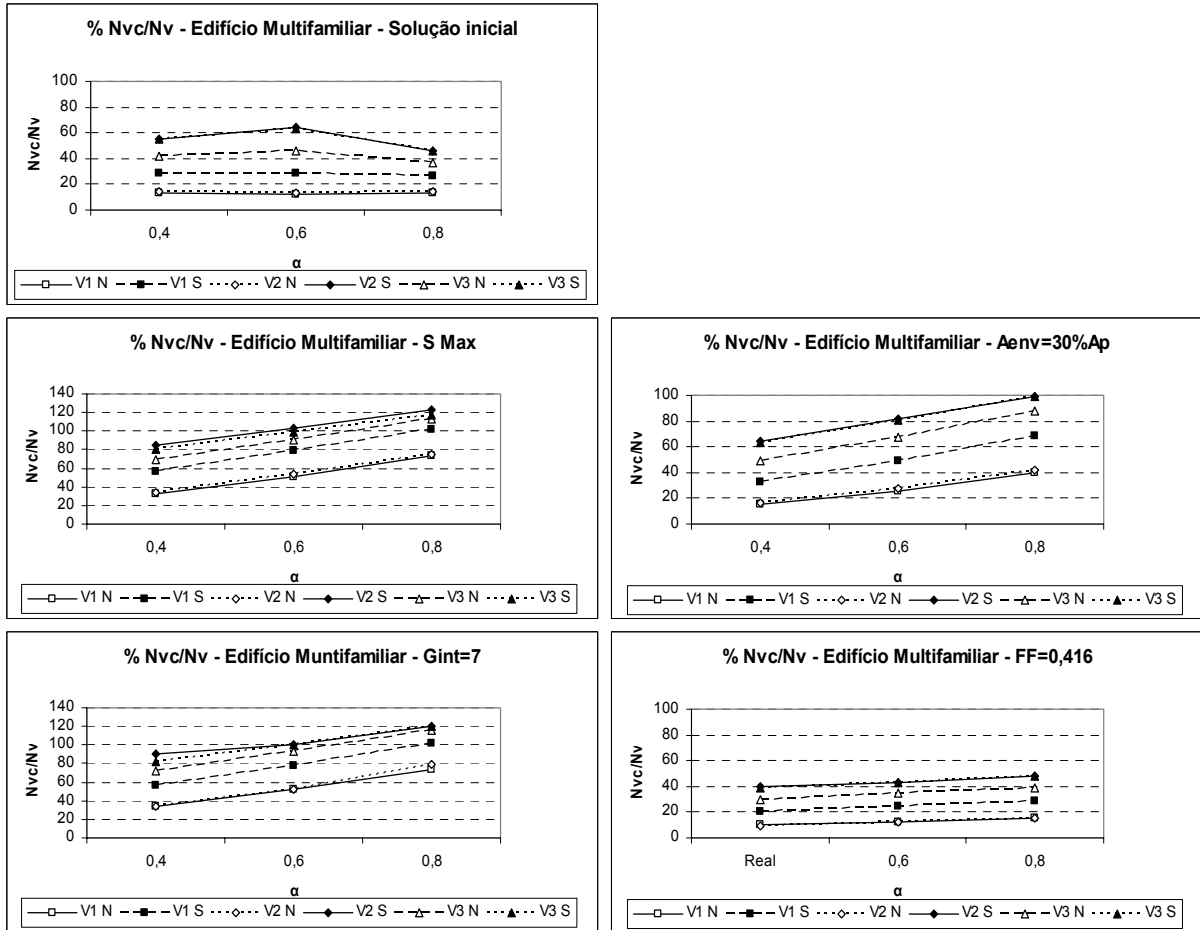 % Nvc/Nv - Edifício Multifamiliar - Solução inicial
Nvc/Nv
100
80
60
40
20
0
0,4 0,6 0,8
α
V1 N V1 S V2 N V2 S V3 N V3 S
% Nvc/Nv - Edifício Multifamiliar - S Max
Nvc/Nv
140
120
100
80
60
40
20
0
0,4 0,6 0,8
α
V1 N V1 S V2 N V2 S V3 N V3 S
% Nvc/Nv - Edifício Multifamiliar - Aenv=30%Ap
Nvc/Nv
100
80
60
40
20
0
0,4 0,6 0,8
α
V1 N V1 S V2 N V2 S V3 N V3 S
% Nvc/Nv - Edifício Muntifamiliar - Gint=7
Nvc/Nv
140
120
100
80
60
40
20
0
0,4 0,6 0,8
α
V1 N V1 S V2 N V2 S V3 N V3 S
% Nvc/Nv - Edifício Multifamiliar - FF=0,416
Nvc/Nv
100
80
60
40
20
0
Real 0,6 0,8
α
V1 N V1 S V2 N V2 S V3 N V3 S